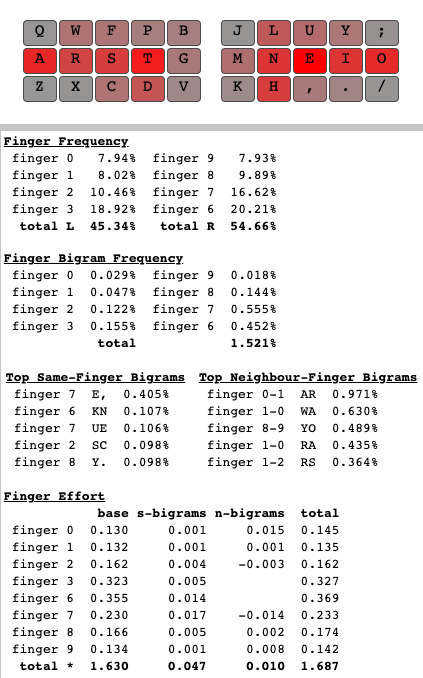 Q W F P B J L U Y ;
A R S T G M N E I O
Z X C D V K H , . /
Finger Frequency
finger 0 7.94% finger 9 7.93%
finger 1 8.02% finger 8 9.89%
finger 2 10.46% finger 7 16.62%
finger 3 18.92% finger 6 20.21%
total L 45.34% total R 54.66%
Finger Bigram Frequency
finger 0 0.029% finger 9 0.018%
finger 1 0.047% finger 8 0.144%
finger 2 0.122% finger 7 0.555%
finger 3 0.155% finger 6 0.452%
total 1.521%
Top Same-Finger Bigrams Top Neighbour-Finger Bigrams
finger 7 E, 0.405% finger 0-1 AR 0.971%
finger 6 KN 0.107% finger 1-0 WA 0.630%
finger 7 UE 0.106% finger 8-9 YO 0.489%
finger 2 SC 0.098% finger 1-0 RA 0.435%
finger 8 Y. 0.098% finger 1-2 RS 0.364%
Finger Effort
base s-bigrams n-bigrams total
finger 0 0.130 0.001 0.015 0.145
finger 1 0.132 0.001 0.001 0.135
finger 2 0.162 0.004 -0.003 0.162
finger 3 0.323 0.005 0.327
finger 6 0.355 0.014 0.369
finger 7 0.230 0.017 -0.014 0.233
finger 8 0.166 0.005 0.002 0.174
finger 9 0.134 0.001 0.008 0.142
total * 1.630 0.047 0.010 1.687